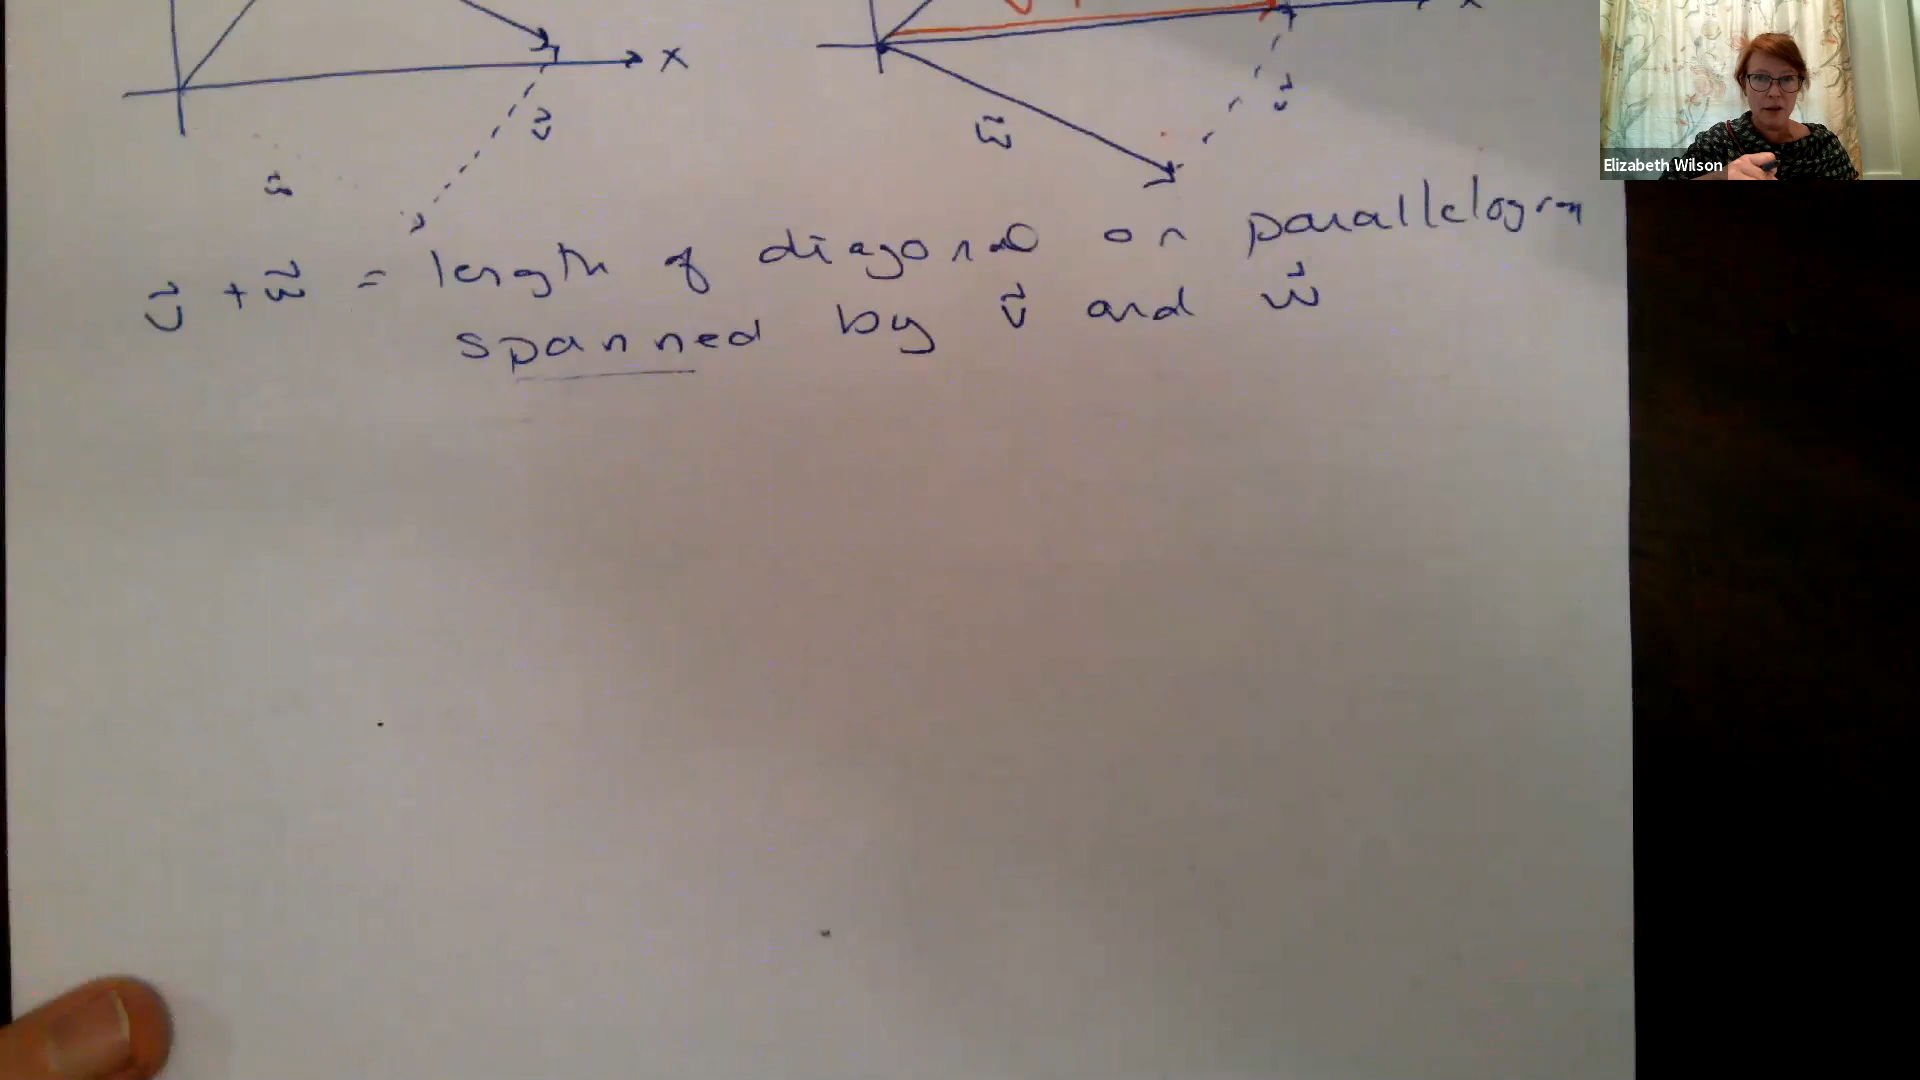 x
x
v⃗
v⃗
w⃗
Elizabeth Wilson
v⃗ + w⃗ = length of diagonal on parallelogram
spanned by v⃗ and w⃗